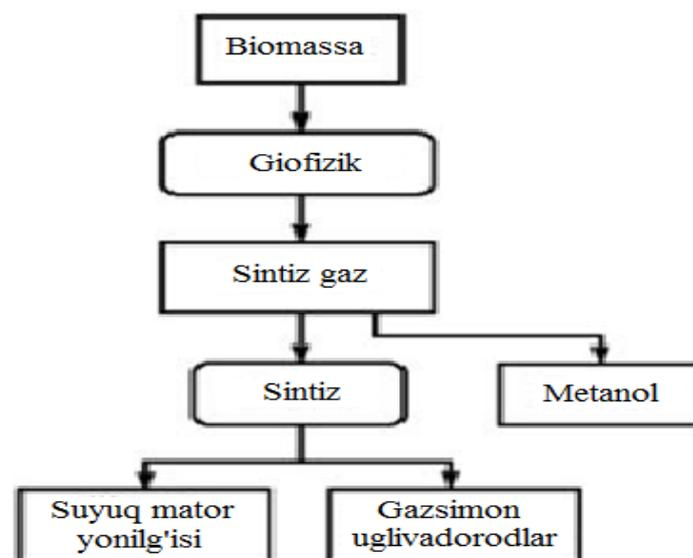 Biomassa
Giofizik
Sintiz gaz
Sintiz
Metanol
Suyuq mator
yonilg'isi
Gazsimon
uglivadorodlar